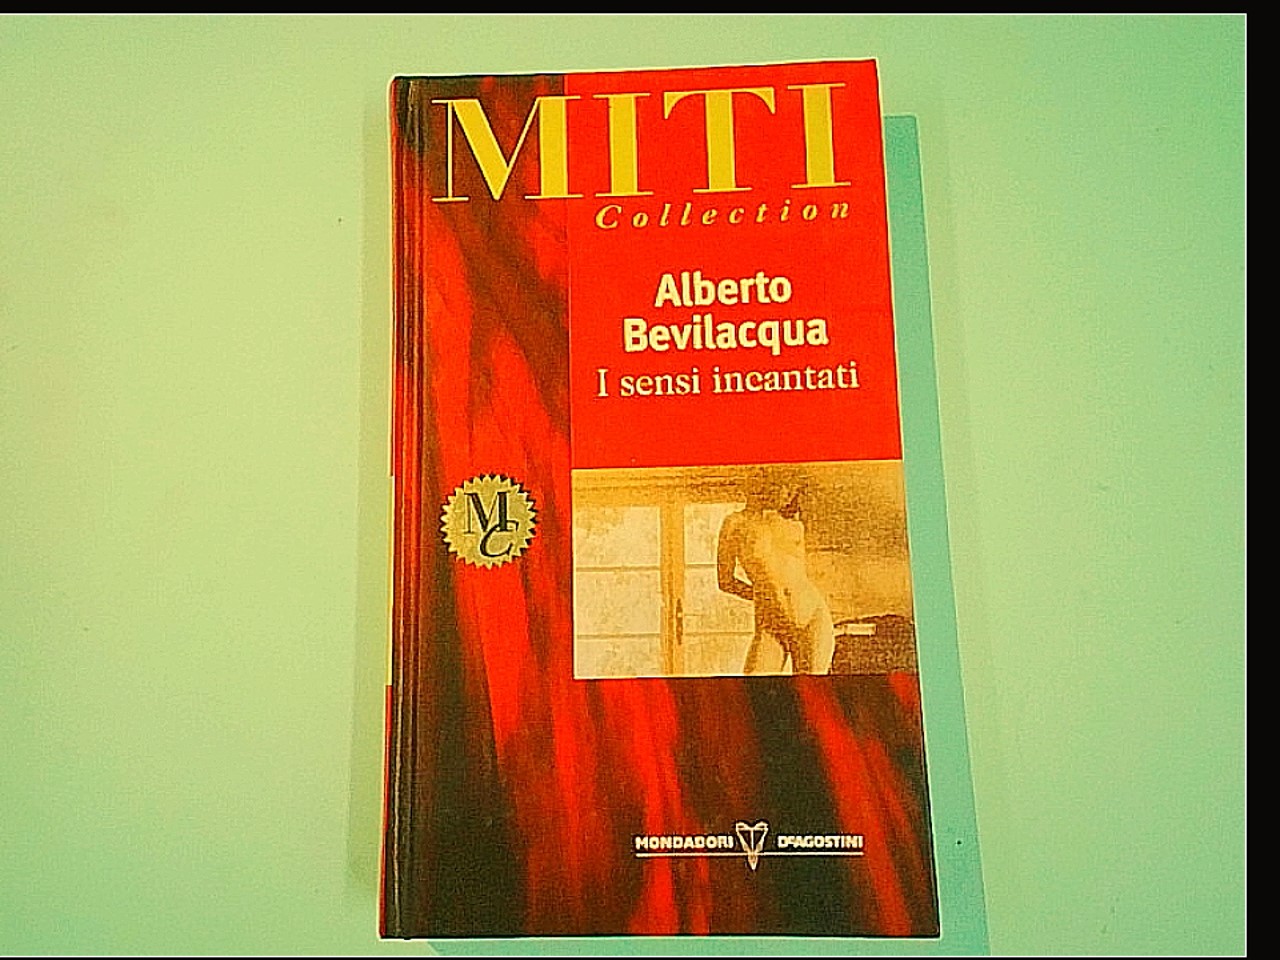 MITI
Collection
Alberto
Bevilacqua
I sensi incantati
MC
MONDADORI DeAGOSTINI